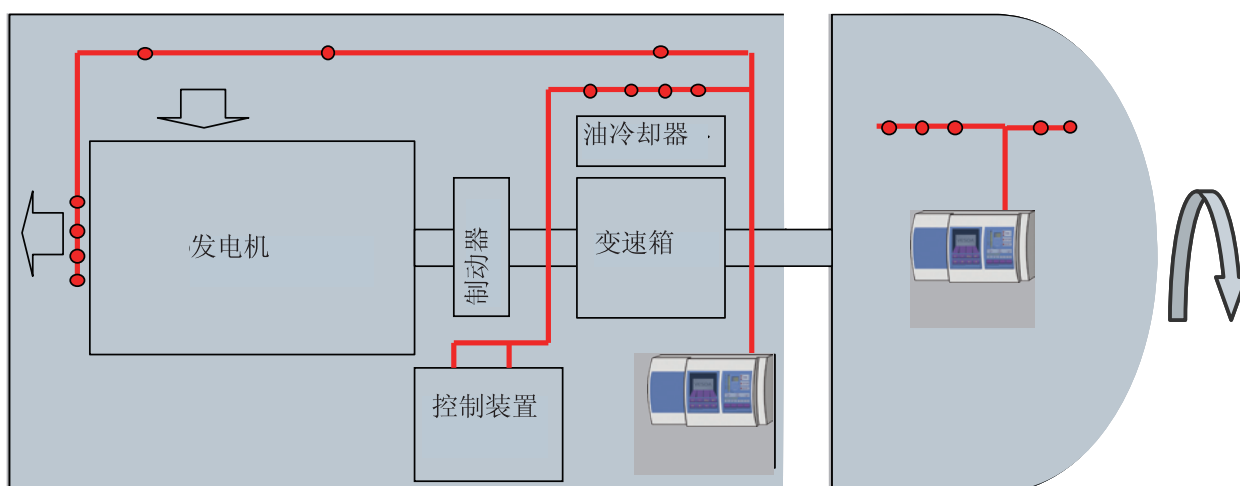 油冷却器
发电机
制动器
变速箱
控制装置